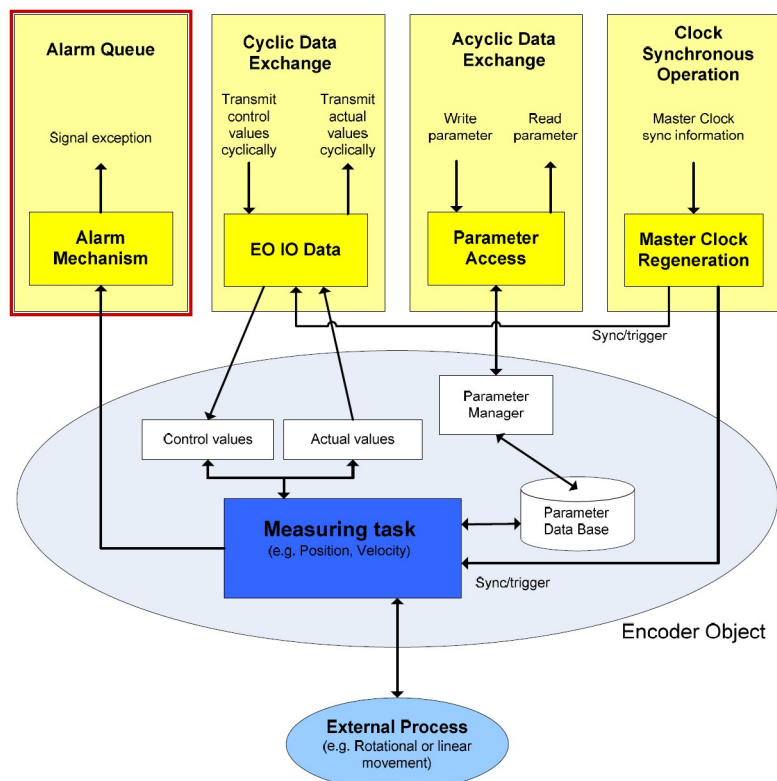 Alarm Queue
Signal exception
Alarm
Mechanism
Cyclic Data
Exchange
Transmit
control
values
cyclically
Transmit
actual
values
cyclically
EO IO Data
Acyclic Data
Exchange
Write
parameter
Read
parameter
Parameter
Access
Clock
Synchronous
Operation
Master Clock
sync information
Master Clock
Regeneration
Sync/trigger
Parameter
Manager
Control values
Actual values
Measuring task
(e.g. Position, Velocity)
Parameter
Data Base
Sync/trigger
Encoder Object
External Process
(e.g. Rotational or linear
movement)